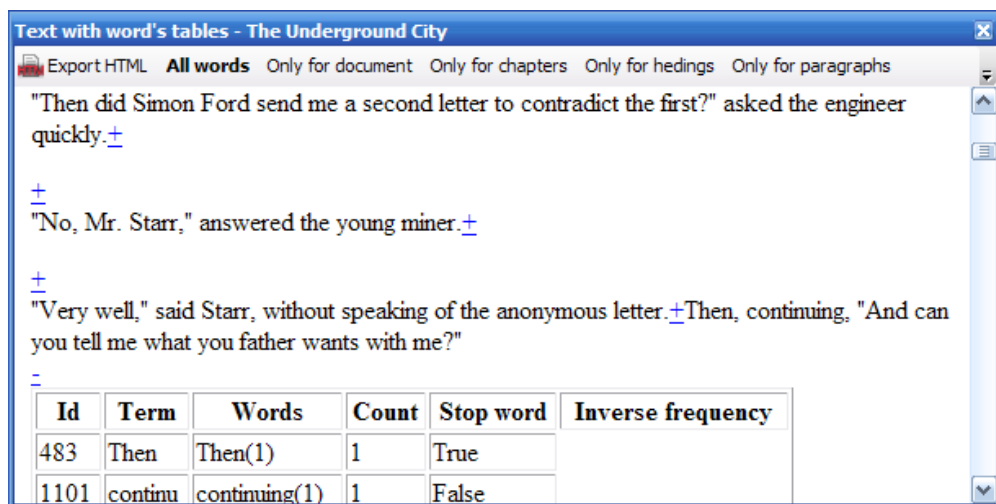 Text with word's tables - The Underground City
Export HTML All words Only for document Only for chapters Only for hedings Only for paragraphs
"Then did Simon Ford send me a second letter to contradict the first?" asked the engineer
quickly.+
+
"No, Mr. Starr," answered the young miner.+
+
"Very well," said Starr, without speaking of the anonymous letter.+Then, continuing, "And can
you tell me what you father wants with me?"
-
Id Term Words Count Stop word Inverse frequency
483 Then Then(1) 1 True
1101 continu continuing(1) 1 False